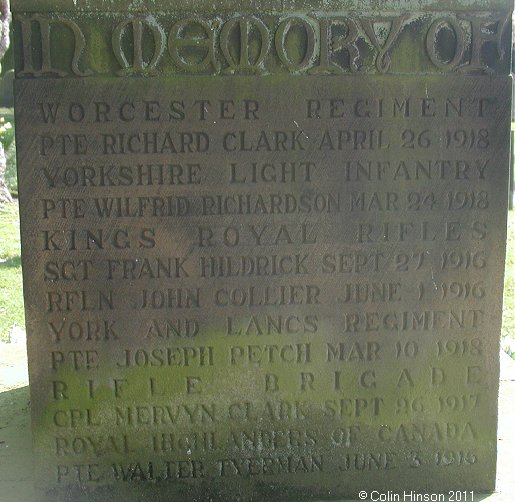 IN MEMORY OF
WORCESTER REGIMENT
PTE RICHARD CLARK APRIL 26 1918
YORKSHIRE LIGHT INFANTRY
PTE WILFRID RICHARDSON MAR 24 1918
KINGS ROYAL RIFLES
SGT FRANK HILDRICK SEPT 27 1916
RFLN JOHN COLLIER JUNE 1 1916
YORK AND LANCS REGIMENT
PTE JOSEPH PETCH MAR 10 1918
RIFLE BRIGADE
CPL MERVYN CLARK SEPT 26 1917
ROYAL HIGHLANDERS OF CANADA
PTE WALTER TYERMAN JUNE 3 1916
©Colin Hinson 2011